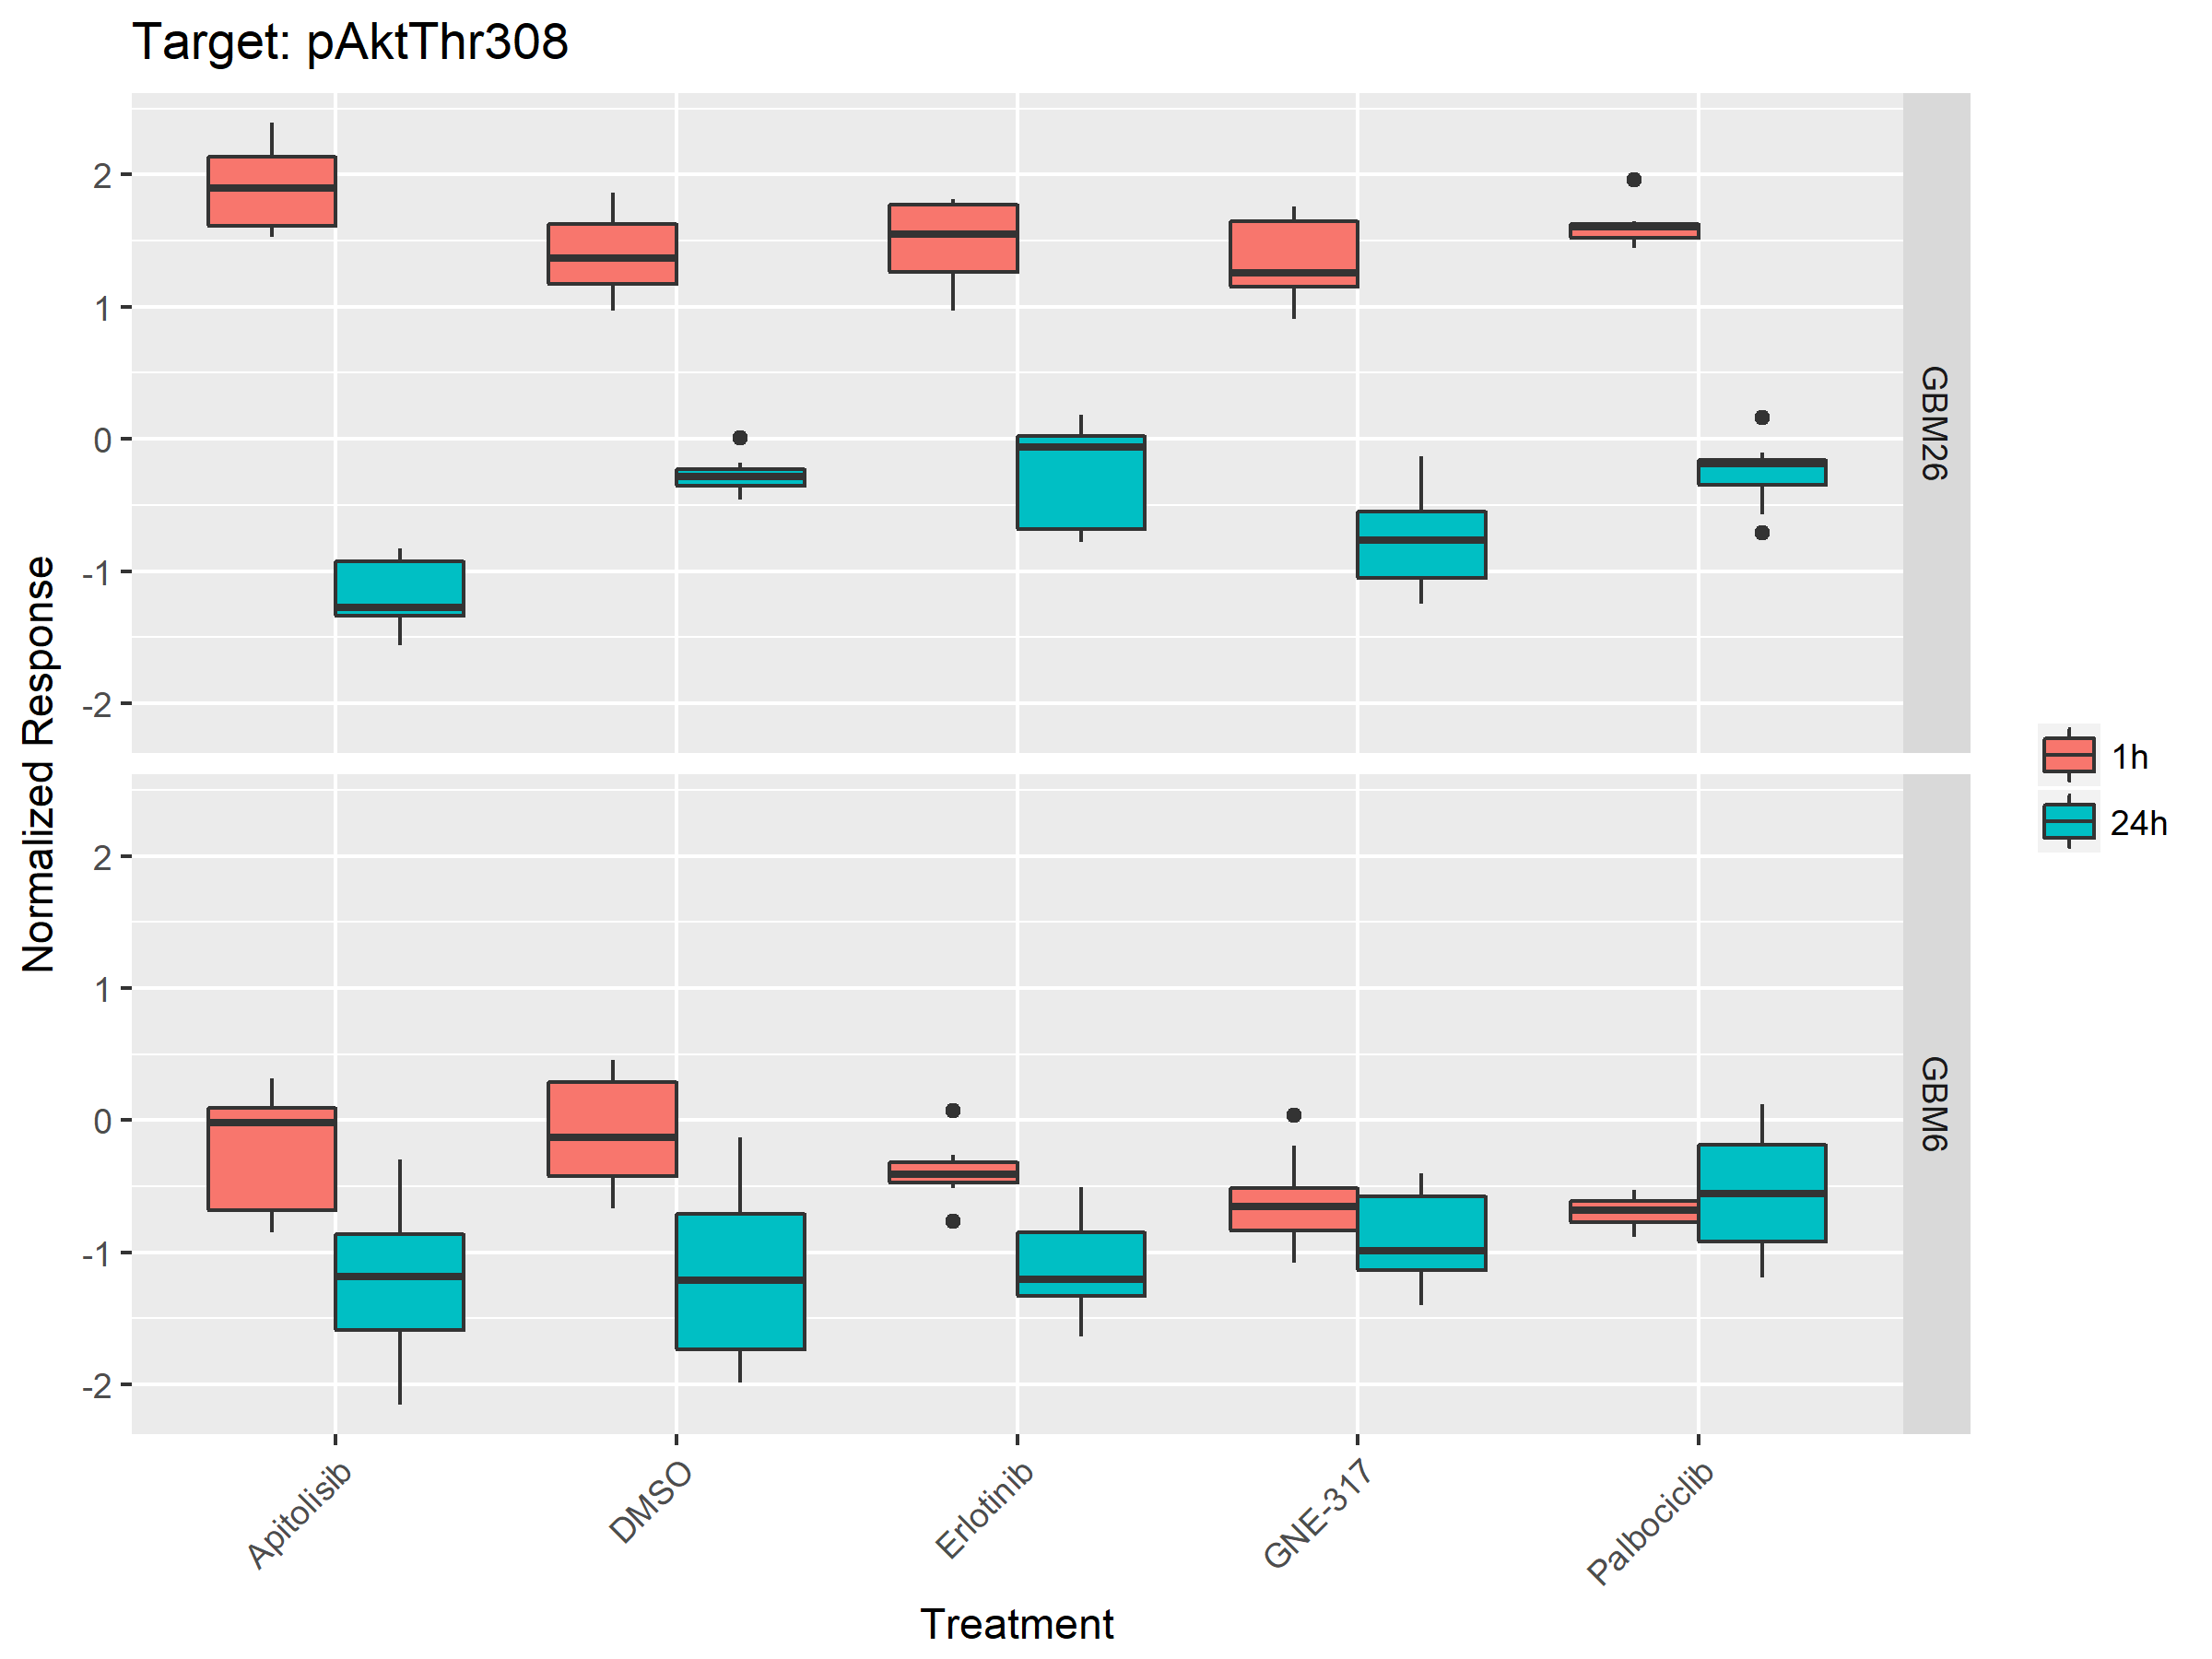 Target: pAktThr308
Normalized Response
2
1
0
-1
-2
GBM26
2
1
0
-1
-2
GBM6
1h
24h
Apitolisib
DMSO
Erlotinib
GNE-317
Palbociclib
Treatment